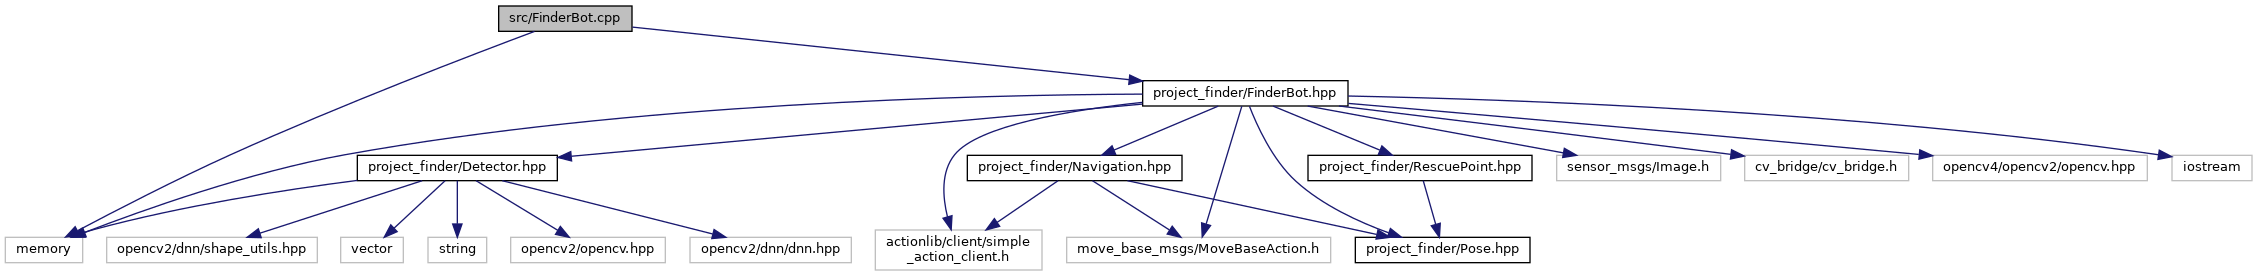 src/FinderBot.cpp
project_finder/FinderBot.hpp
project_finder/Detector.hpp
project_finder/Navigation.hpp
project_finder/RescuePoint.hpp
sensor_msgs/Image.h
cv_bridge/cv_bridge.h
opencv4/opencv2/opencv.hpp
iostream
memory
opencv2/dnn/shape_utils.hpp
vector
string
opencv2/opencv.hpp
opencv2/dnn/dnn.hpp
actionlib/client/simple
_action_client.h
move_base_msgs/MoveBaseAction.h
project_finder/Pose.hpp